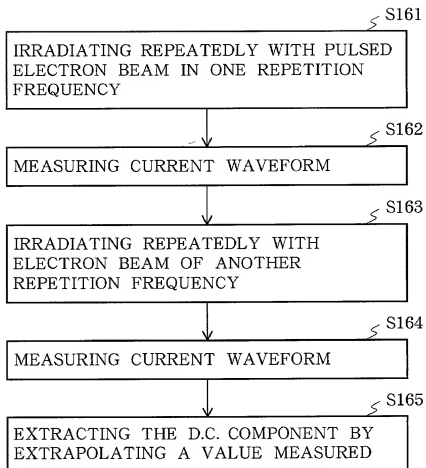 S161
IRRADIATING REPEATEDLY WITH PULSED
ELECTRON BEAM IN ONE REPETITION
FREQUENCY
S162
MEASURING CURRENT WAVEFORM
S163
IRRADIATING REPEATEDLY WITH
ELECTRON BEAM OF ANOTHER
REPETITION FREQUENCY
S164
MEASURING CURRENT WAVEFORM
S165
EXTRACTING THE D.C. COMPONENT BY
EXTRAPOLATING A VALUE MEASURED